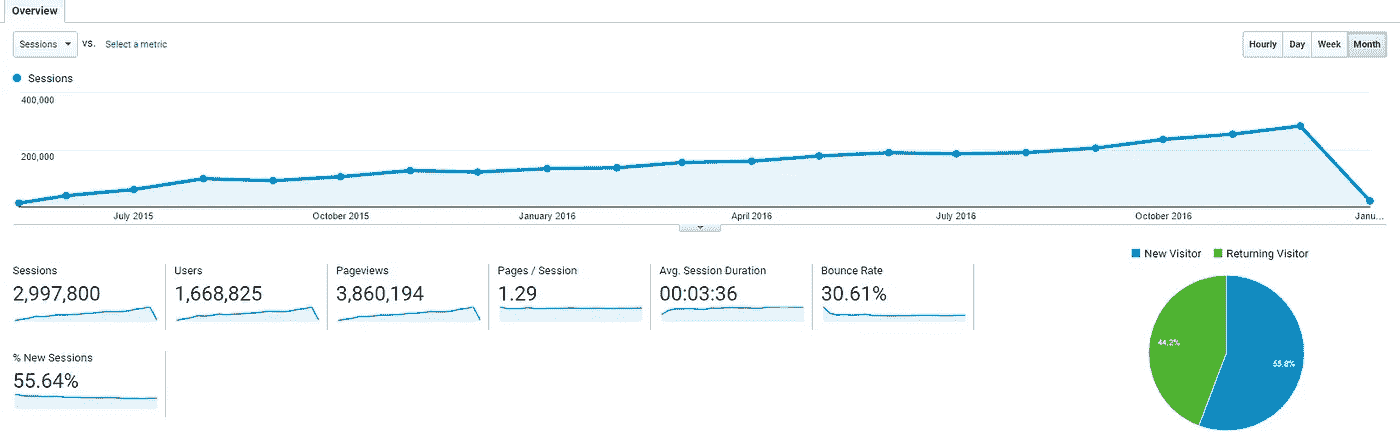 Overview
Sessions vs. Select a metric
Hourly Day Week Month
Sessions
400,000
200,000
July 2015 October 2015 January 2016 April 2016 July 2016 October 2016 Janu...
New Visitor Returning Visitor
Sessions Users Pageviews Pages / Session Avg. Session Duration Bounce Rate
2,997,800 1,668,825 3,860,194 1.29 00:03:36 30.61%
44.2%
55.8%
% New Sessions
55.64%